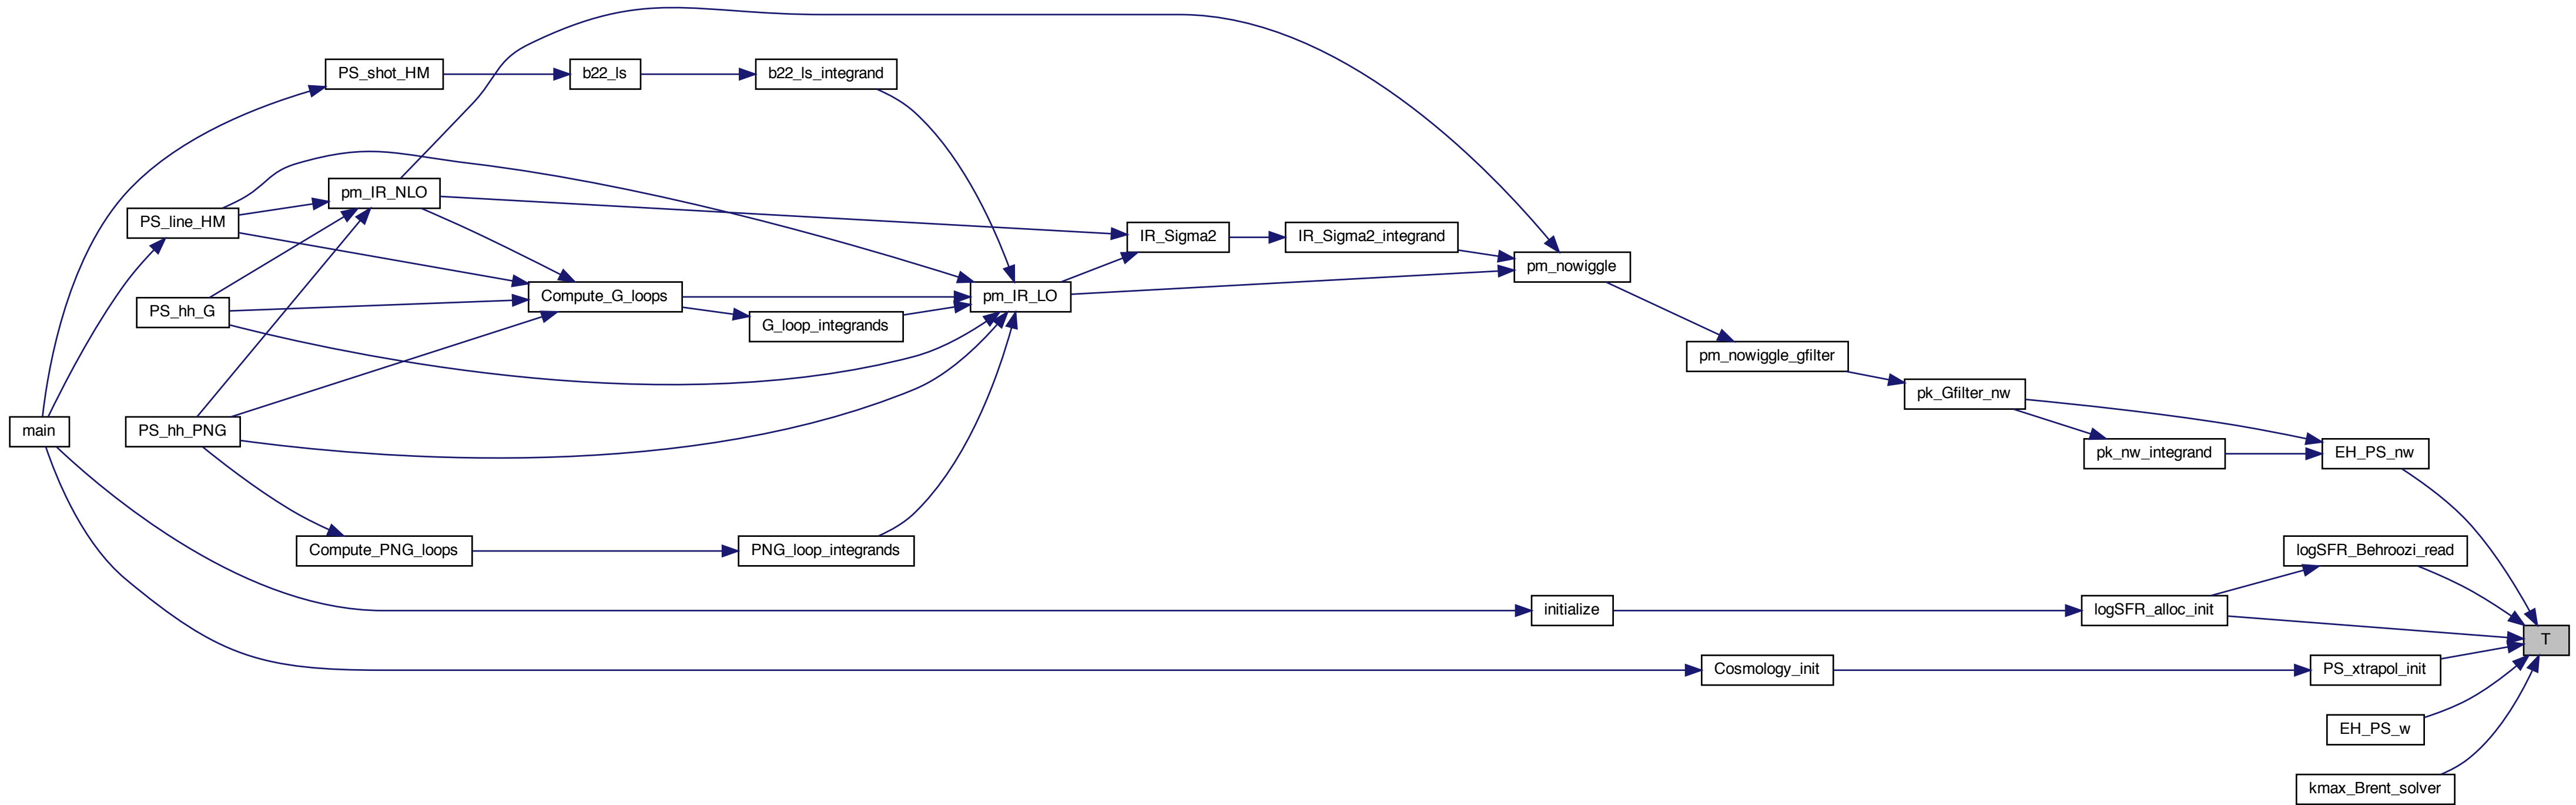 PS_shot_HM
b22_ls
b22_ls_integrand
pm_IR_NLO
PS_line_HM
IR_Sigma2
IR_Sigma2_integrand
pm_nowiggle
Compute_G_loops
pm_IR_LO
PS_hh_G
G_loop_integrands
pm_nowiggle_gfilter
pk_Gfilter_nw
main
PS_hh_PNG
pk_nw_integrand
EH_PS_nw
Compute_PNG_loops
PNG_loop_integrands
logSFR_Behroozi_read
initialize
logSFR_alloc_init
T
Cosmology_init
PS_xtrapol_init
EH_PS_w
kmax_Brent_solver